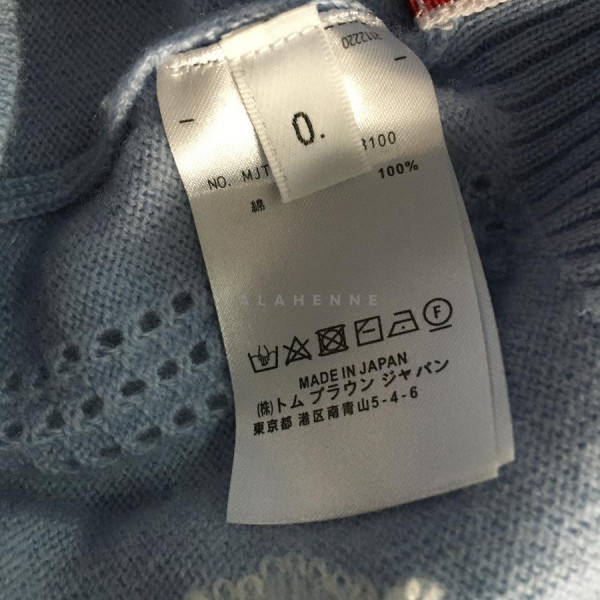 0.
NO. MJT 3100
綿 100%
ALAHENNE
F
MADE IN JAPAN
(株)トム ブラウン ジャパン
東京都 港区南青山5-4-6